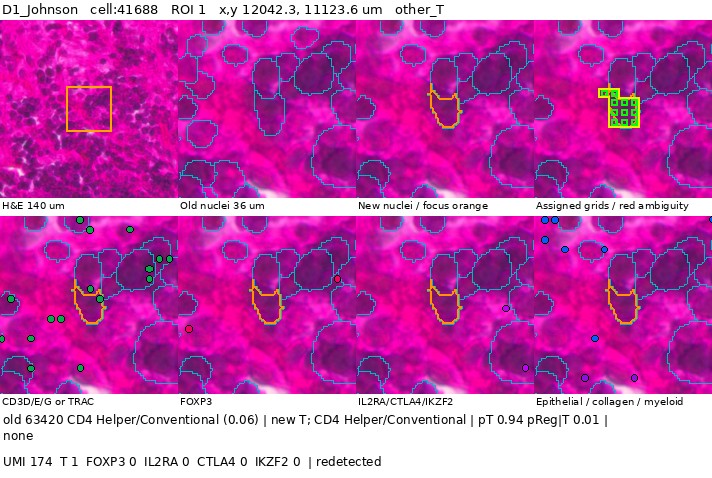 D1_Johnson   cell:41688   ROI 1   x,y 12042.3, 11123.6 um   other_T
H&E 140 um
Old nuclei 36 um
New nuclei / focus orange
Assigned grids / red ambiguity
CD3D/E/G or TRAC
FOXP3
IL2RA/CTLA4/IKZF2
Epithelial / collagen / myeloid
old 63420 CD4 Helper/Conventional (0.06) | new T; CD4 Helper/Conventional | pT 0.94 pReg|T 0.01 |
none
UMI 174  T 1  FOXP3 0  IL2RA 0  CTLA4 0  IKZF2 0  | redetected